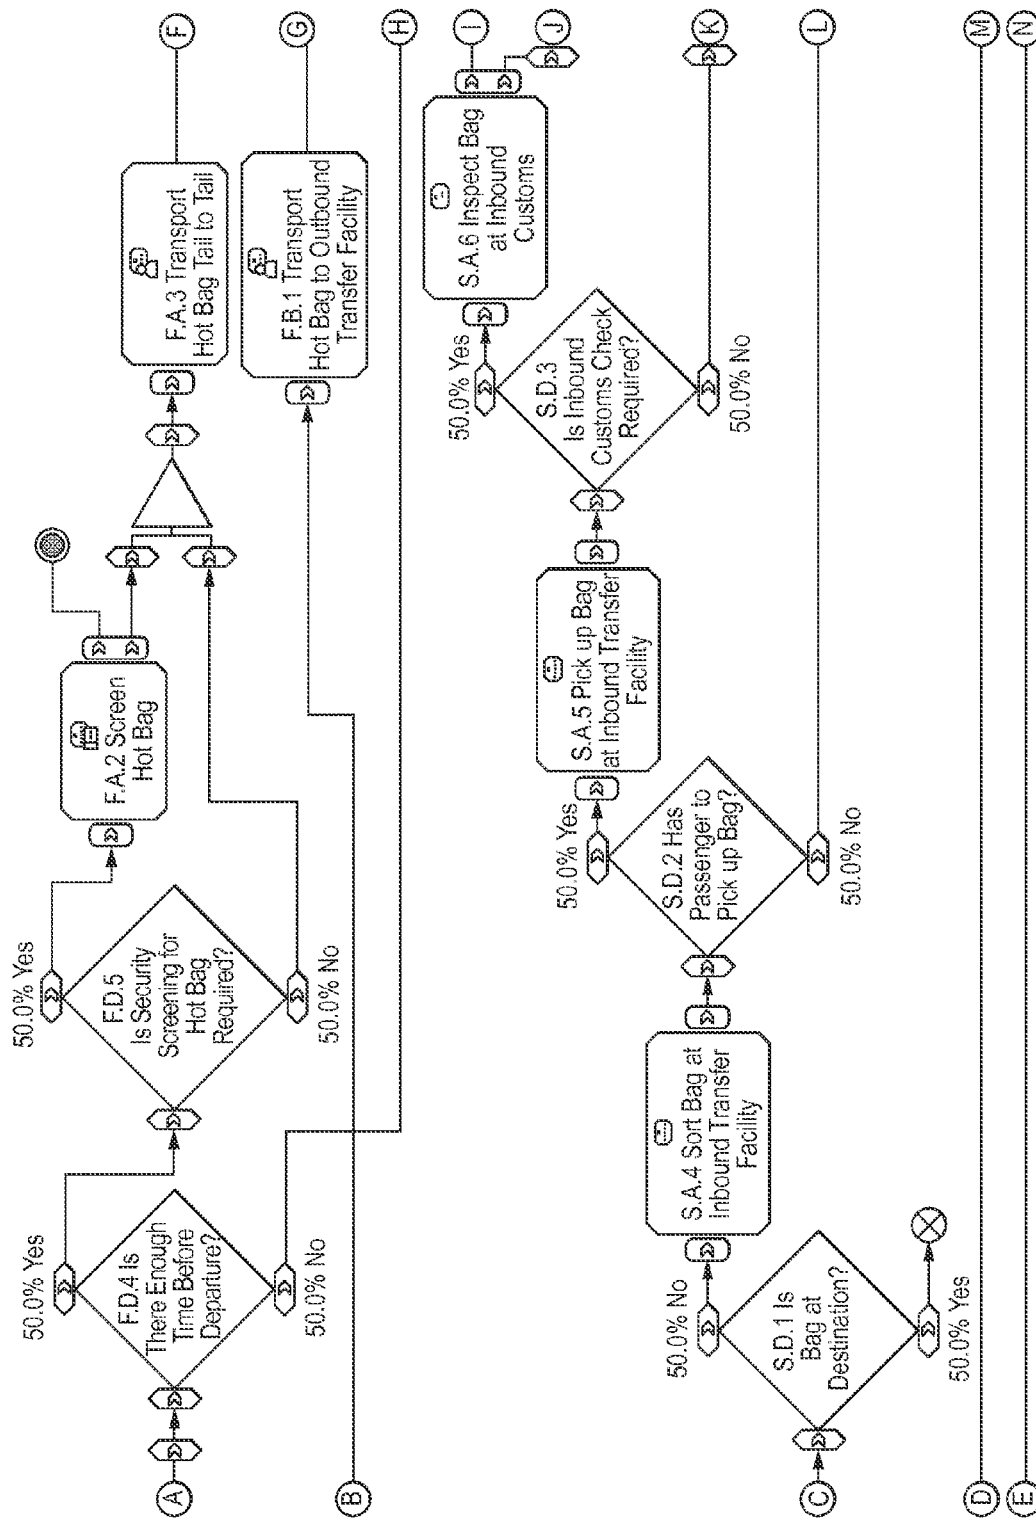 A
50.0% Yes
F.D.4 Is
There Enough
Time Before
Departure?
50.0% No
50.0% Yes
F.D.5
Is Security
Screening for
Hot Bag
Required?
50.0% No
F.A.2 Screen
Hot Bag
F.A.3 Transport
Hot Bag Tail to Tail
F
B
F.B.1 Transport
Hot Bag to Outbound
Transfer Facility
G
H
C
50.0% No
S.D.1 Is
Bag at
Destination?
50.0% Yes
S.A.4 Sort Bag at
Inbound Transfer
Facility
50.0% Yes
S.D.2 Has
Passenger to
Pick up Bag?
50.0% No
S.A.5 Pick up Bag
at Inbound Transfer
Facility
50.0% Yes
S.D.3
Is Inbound
Customs Check
Required?
50.0% No
S.A.6 Inspect Bag
at Inbound
Customs
I
J
K
L
D
M
E
N